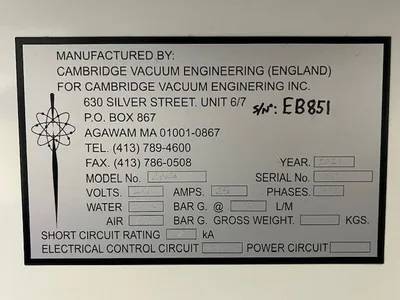 MANUFACTURED BY:
CAMBRIDGE VACUUM ENGINEERING (ENGLAND)
FOR CAMBRIDGE VACUUM ENGINERING INC.
630 SILVER STREET. UNIT 6/7
S/N: EB851
P.O. BOX 867
AGAWAM MA 01001-0867
TEL. (413) 789-4600
FAX. (413) 786-0508
YEAR.
MODEL No. SERIAL No.
VOLTS. AMPS. 25 PHASES.
WATER BAR G. @ L/M
AIR BAR G. GROSS WEIGHT. KGS.
SHORT CIRCUIT RATING kA
ELECTRICAL CONTROL CIRCUIT POWER CIRCUIT